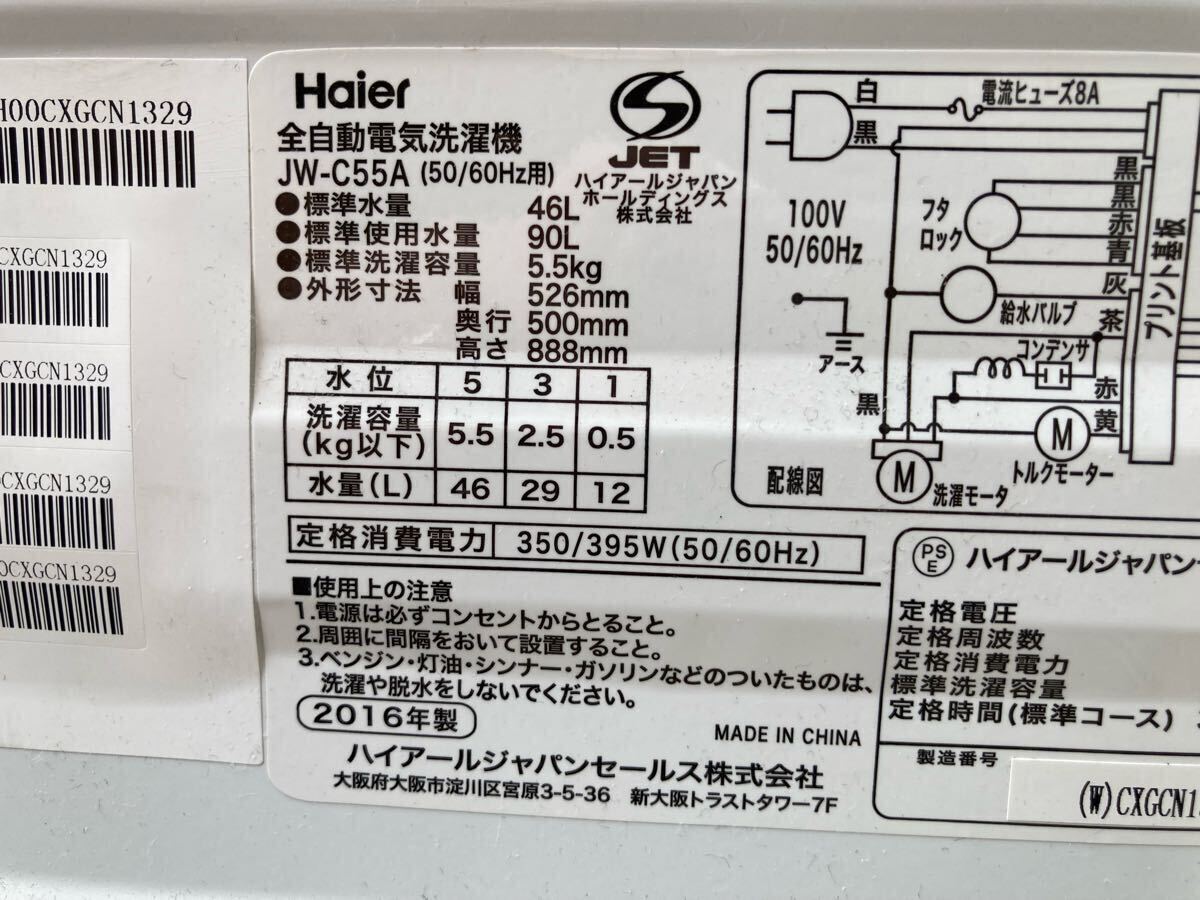 H00CXGCN1329
CXGCN1329
CXGCN1329
0CXGCN1329
0CXGCN1329
Haier
全自動電気洗濯機
JW-C55A (50/60Hz用)
JET
ハイアールジャパン
ホールディングス
株式会社
●標準水量 46L
●標準使用水量 90L
●標準洗濯容量 5.5kg
●外形寸法 幅 526mm
奥行 500mm
高さ 888mm
水位 5 3 1
洗濯容量
(kg以下) 5.5 2.5 0.5
水量(L) 46 29 12
定格消費電力 350/395W(50/60Hz)
■使用上の注意
1.電源は必ずコンセントからとること。
2.周囲に間隔をおいて設置すること。
3.ベンジン・灯油・シンナー・ガソリンなどのついたものは、
洗濯や脱水をしないでください。
2016年製
MADE IN CHINA
ハイアールジャパンセールス株式会社
大阪府大阪市淀川区宮原3-5-36 新大阪トラストタワー7F
白
電流ヒューズ8A
黒
100V
50/60Hz
フタ
ロック
黒
黒
赤
青
灰
給水バルブ
茶
アース
コンデンサ
プリント基板
赤
黒
黄
M
トルクモーター
M
洗濯モータ
配線図
PS
E
ハイアールジャパン
定格電圧
定格周波数
定格消費電力
標準洗濯容量
定格時間(標準コース)
製造番号
(W)CXGCN1